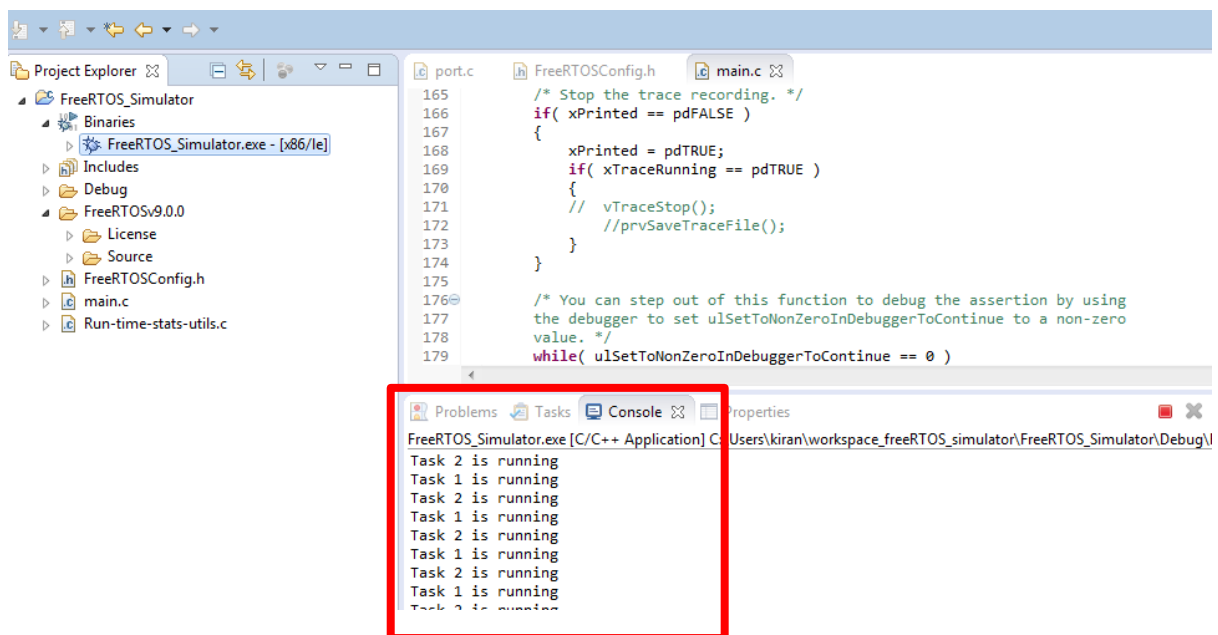 Project Explorer
FreeRTOS_Simulator
Binaries
FreeRTOS_Simulator.exe - [x86/le]
Includes
Debug
FreeRTOSv9.0.0
License
Source
FreeRTOSConfig.h
main.c
Run-time-stats-utils.c
port.c FreeRTOSConfig.h main.c
165 /* Stop the trace recording. */
166 if( xPrinted == pdFALSE )
167 {
168 xPrinted = pdTRUE;
169 if( xTraceRunning == pdTRUE )
170 {
171 // vTraceStop();
172 //prvSaveTraceFile();
173 }
174 }
175
176 /* You can step out of this function to debug the assertion by using
177 the debugger to set ulSetToNonZeroInDebuggerToContinue to a non-zero
178 value. */
179 while( ulSetToNonZeroInDebuggerToContinue == 0 )
Problems Tasks Console Properties
FreeRTOS_Simulator.exe [C/C++ Application] C:\Users\kiran\workspace_freeRTOS_simulator\FreeRTOS_Simulator\Debug\
Task 2 is running
Task 1 is running
Task 2 is running
Task 1 is running
Task 2 is running
Task 1 is running
Task 2 is running
Task 1 is running
Task 2 is running